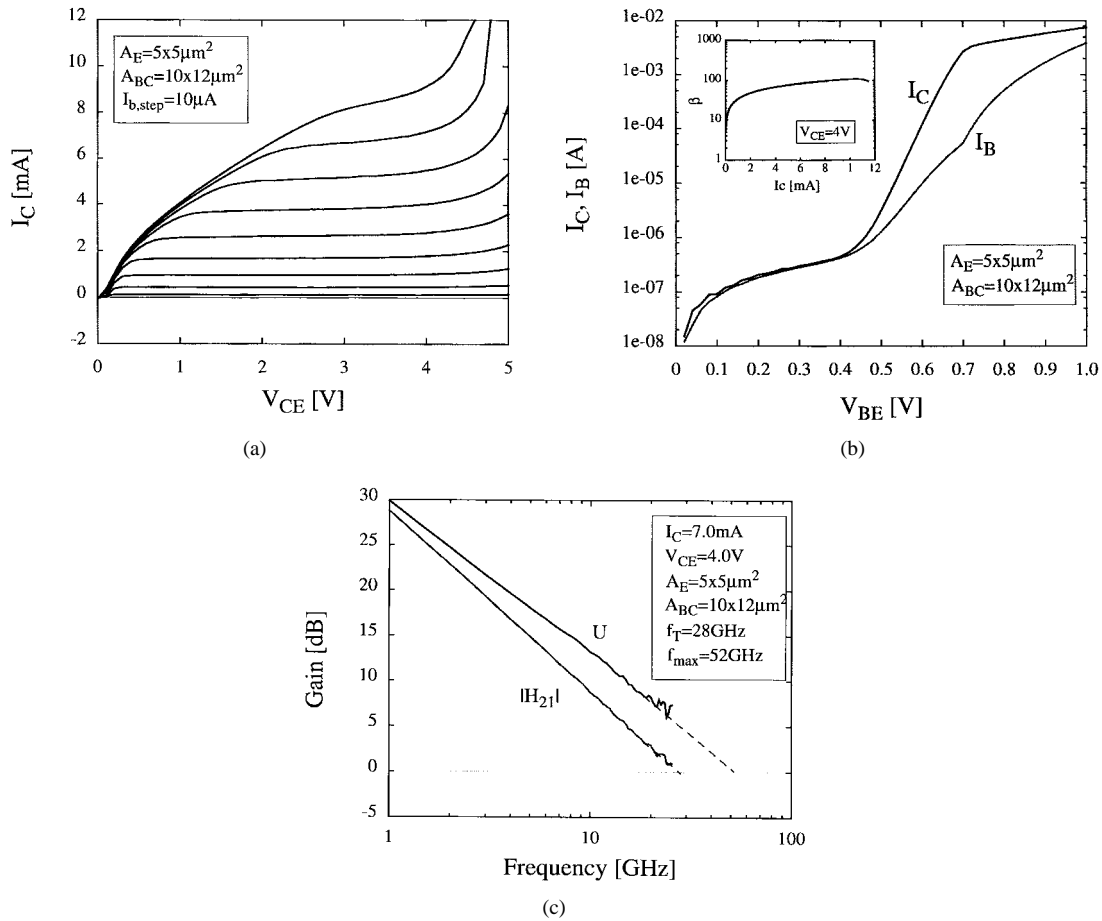 12
10
8
6
4
2
0
-2
I_C [mA]
A_E=5x5µm²
A_BC=10x12µm²
I_b,step=10µA
0 1 2 3 4 5
V_CE [V]
(a)
1e-02
1e-03
1e-04
1e-05
1e-06
1e-07
1e-08
I_C, I_B [A]
1000
100
10
1
β
V_CE=4V
0 2 4 6 8 10 12
Ic [mA]
I_C
I_B
A_E=5x5µm²
A_BC=10x12µm²
0 0.1 0.2 0.3 0.4 0.5 0.6 0.7 0.8 0.9 1.0
V_BE [V]
(b)
30
25
20
15
10
5
0
-5
Gain [dB]
I_C=7.0mA
V_CE=4.0V
A_E=5x5µm²
A_BC=10x12µm²
f_T=28GHz
f_max=52GHz
U
|H_21|
1 10 100
Frequency [GHz]
(c)